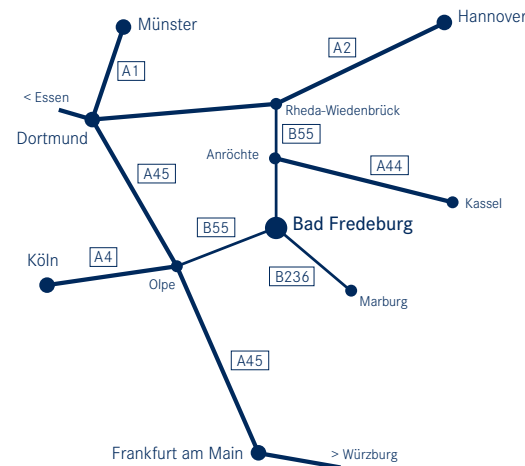 Hannover
Münster
A2
A1
< Essen
Rheda-Wiedenbrück
Dortmund
B55
Anröchte
A44
A45
Kassel
Bad Fredeburg
B55
Köln
A4
B236
Olpe
Marburg
A45
Frankfurt am Main
> Würzburg